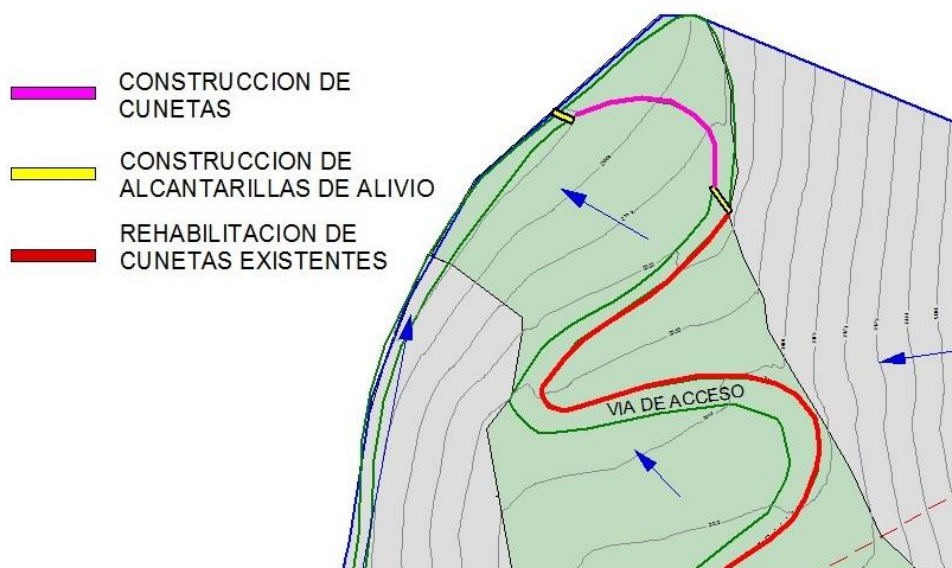 CONSTRUCCION DE
CUNETAS
CONSTRUCCION DE
ALCANTARILLAS DE ALIVIO
REHABILITACION DE
CUNETAS EXISTENTES
VIA DE ACCESO